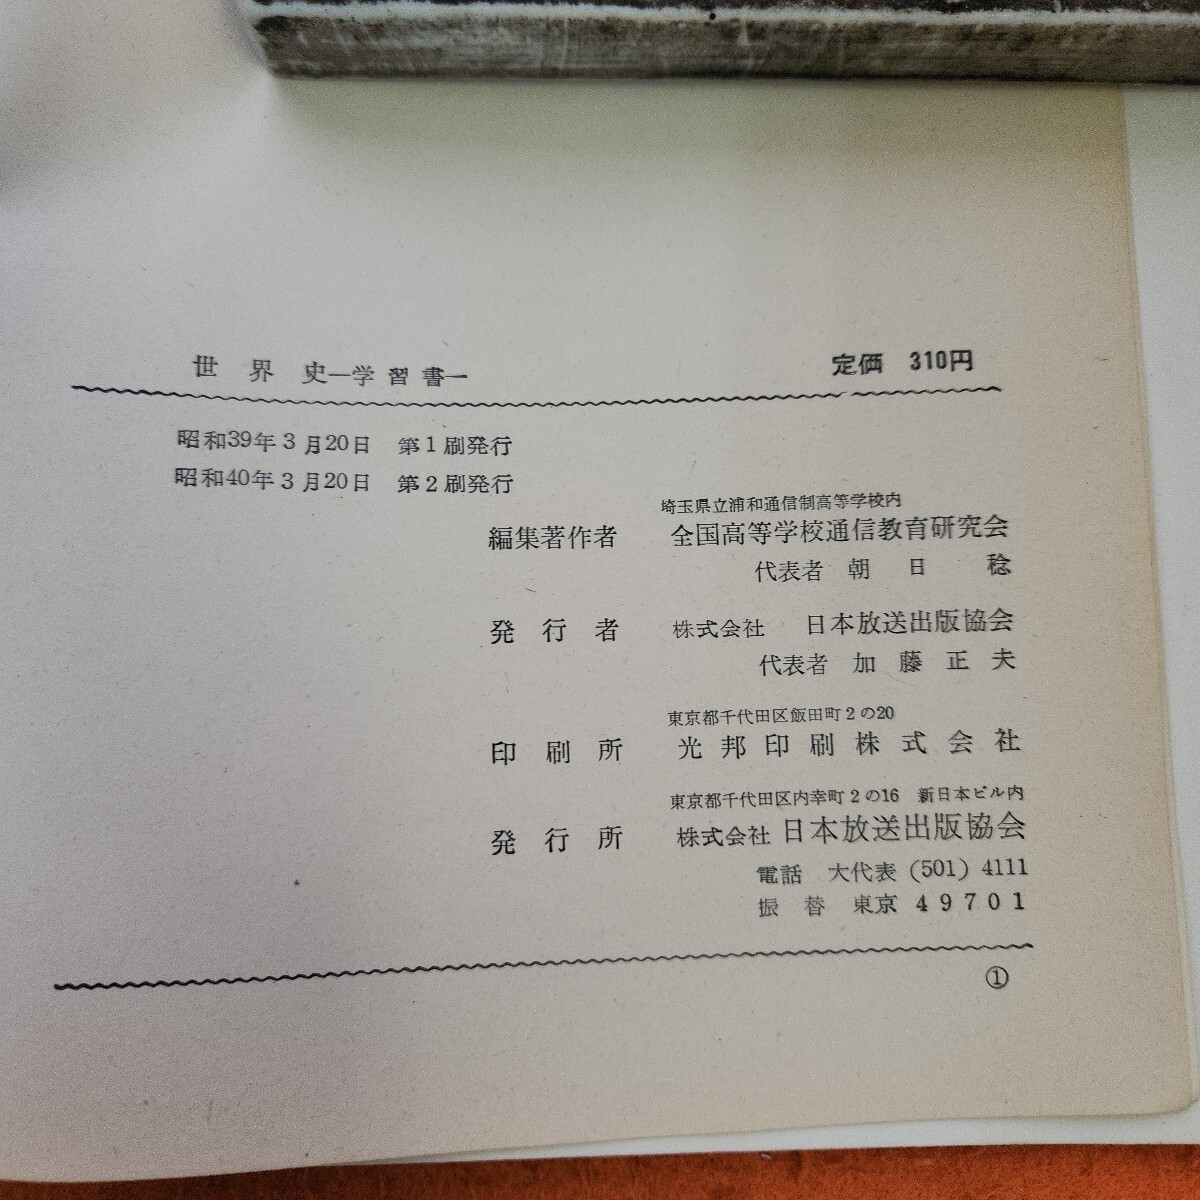 世界史―学習書― 定価 310円
昭和39年3月20日 第1刷発行
昭和40年3月20日 第2刷発行
埼玉県立浦和通信制高等学校内
編集著作者 全国高等学校通信教育研究会
代表者 朝日 稔
発行者 株式会社 日本放送出版協会
代表者 加藤正夫
東京都千代田区飯田町2の20
印刷所 光邦印刷株式会社
東京都千代田区内幸町2の16 新日本ビル内
発行所 株式会社 日本放送出版協会
電話 大代表 (501) 4111
振替 東京 49701
①